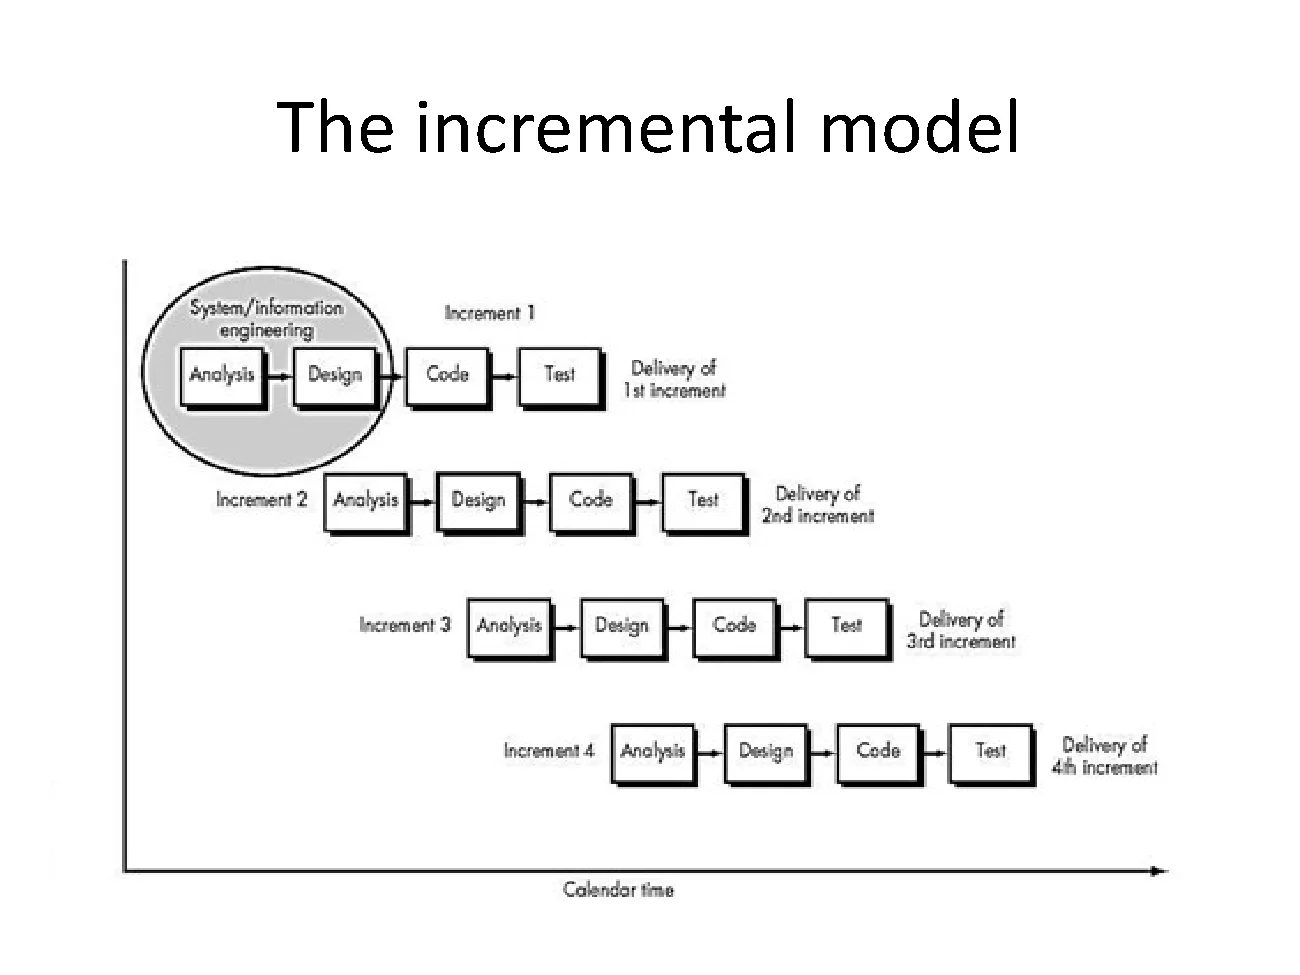 The incremental model
System/information
engineering
Increment 1
Analysis
Design
Code
Test
Delivery of
1st increment
Increment 2
Analysis
Design
Code
Test
Delivery of
2nd increment
Increment 3
Analysis
Design
Code
Test
Delivery of
3rd increment
Increment 4
Analysis
Design
Code
Test
Delivery of
4th increment
Calendar time